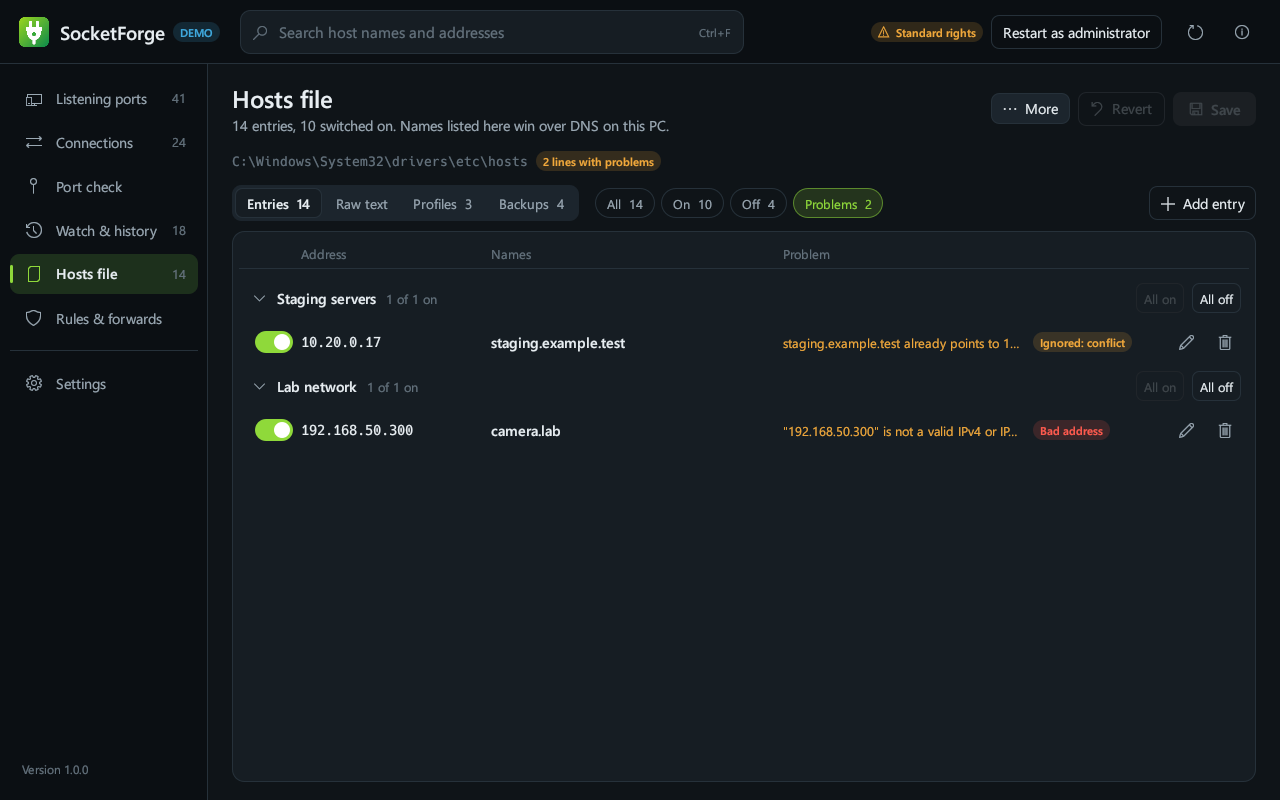 SocketForge DEMO
Search host names and addresses Ctrl+F
Standard rights
Restart as administrator
Listening ports 41
Connections 24
Port check
Watch & history 18
Hosts file 14
Rules & forwards
Settings
Version 1.0.0
Hosts file
14 entries, 10 switched on. Names listed here win over DNS on this PC.
More
Revert
Save
C:\Windows\System32\drivers\etc\hosts 2 lines with problems
Entries 14 Raw text Profiles 3 Backups 4
All 14 On 10 Off 4 Problems 2
Add entry
Address Names Problem
Staging servers 1 of 1 on All on All off
10.20.0.17 staging.example.test staging.example.test already points to 1... Ignored: conflict
Lab network 1 of 1 on All on All off
192.168.50.300 camera.lab "192.168.50.300" is not a valid IPv4 or IP... Bad address